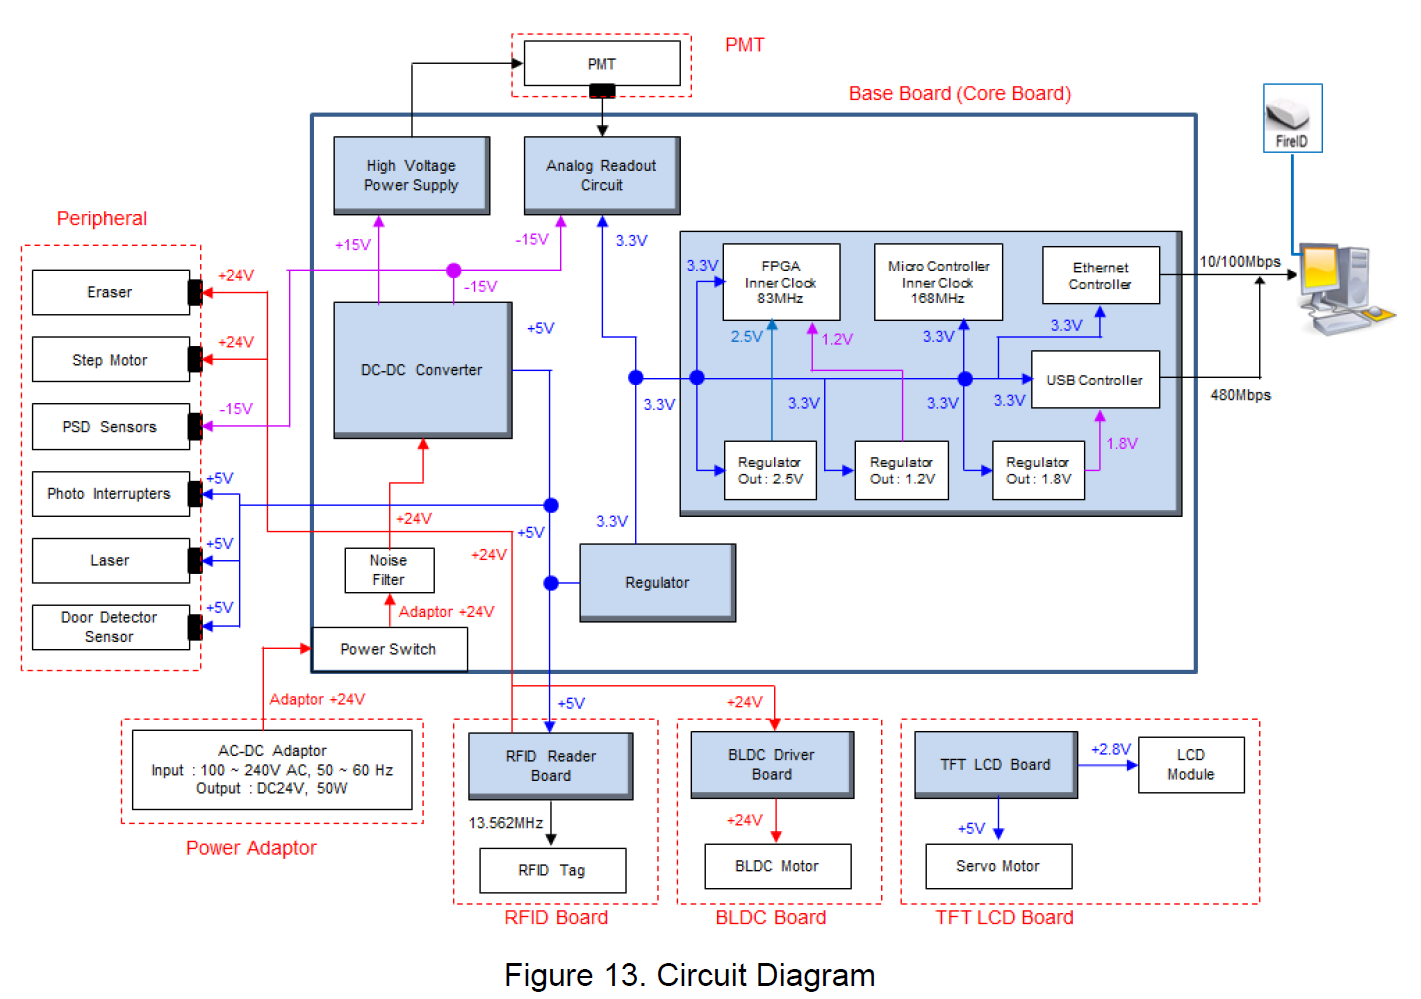 PMT
PMT
Base Board (Core Board)
FireID
High Voltage
Power Supply
Analog Readout
Circuit
Peripheral
+15V
-15V
3.3V
-15V
+24V
Eraser
+24V
Step Motor
-15V
PSD Sensors
+5V
Photo Interrupters
+5V
Laser
+5V
Door Detector
Sensor
DC-DC Converter
+5V
3.3V
FPGA
Inner Clock
83MHz
Micro Controller
Inner Clock
168MHz
Ethernet
Controller
10/100Mbps
2.5V
1.2V
3.3V
3.3V
USB Controller
480Mbps
3.3V
3.3V
3.3V
3.3V
1.8V
Regulator
Out : 2.5V
Regulator
Out : 1.2V
Regulator
Out : 1.8V
+24V
+5V
3.3V
+24V
Noise
Filter
Regulator
Adaptor +24V
Power Switch
Adaptor +24V
+5V
+24V
AC-DC Adaptor
Input : 100 ~ 240V AC, 50 ~ 60 Hz
Output : DC24V, 50W
Power Adaptor
RFID Reader
Board
13.562MHz
RFID Tag
RFID Board
BLDC Driver
Board
+24V
BLDC Motor
BLDC Board
TFT LCD Board
+2.8V
LCD
Module
+5V
Servo Motor
TFT LCD Board
Figure 13. Circuit Diagram